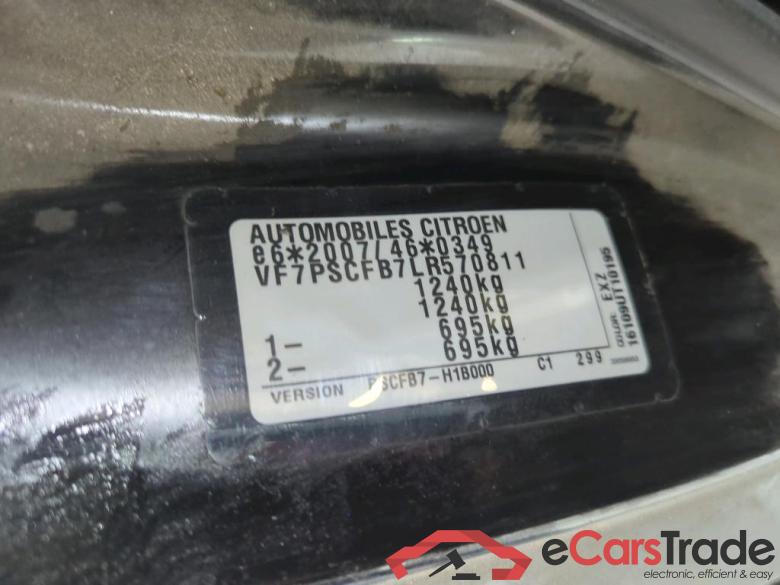 AUTOMOBILES CITROEN
e6*2007/46*0349
VF7PSCFB7LR570811
1240kg
1240kg
1- 695kg
2- 695kg
VERSION PSCFB7-H1B000 C1 299
COLOR: EXZ
16109UT10195
eCarsTrade
electronic, efficient & easy